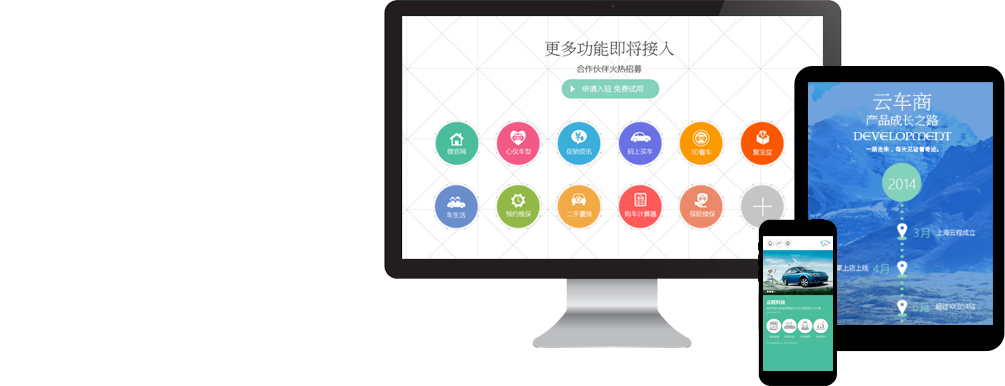 更多功能即将接入
合作伙伴火热招募
申请入驻 免费试用
微官网
心仪车型
促销资讯
码上买车
3D看车
聚宝盆
车生活
预约维保
二手置换
购车计算器
保险续保
云车商
产品成长之路
DEVELOPMENT
一路走来，每天见证着奇迹。
2014
3月 上海云程成立
掌上店上线 4月
6月
云程科技